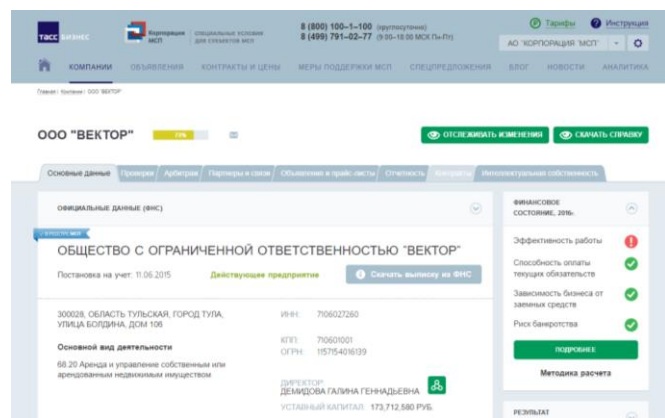 ТАСС БИЗНЕС
Корпорация МСП
СПЕЦИАЛЬНЫЕ УСЛОВИЯ
ДЛЯ СУБЪЕКТОВ МСП
8 (800) 100–1–100 (круглосуточно)
8 (499) 791–02–77 (9:00–18:00 МСК Пн-Пт)
Тарифы
Инструкция
АО "КОРПОРАЦИЯ "МСП"
КОМПАНИИ
ОБЪЯВЛЕНИЯ
КОНТРАКТЫ И ЦЕНЫ
МЕРЫ ПОДДЕРЖКИ МСП
СПЕЦПРЕДЛОЖЕНИЯ
БЛОГ
НОВОСТИ
АНАЛИТИКА
Главная / Компании / ООО "ВЕКТОР"
ООО "ВЕКТОР"
ОТСЛЕЖИВАТЬ ИЗМЕНЕНИЯ
СКАЧАТЬ СПРАВКУ
Основные данные
Проверки
Арбитраж
Партнеры и связи
Объявления и прайс-листы
Отчетность
Контракты
Интеллектуальная собственность
ОФИЦИАЛЬНЫЕ ДАННЫЕ (ФНС)
ОБЩЕСТВО С ОГРАНИЧЕННОЙ ОТВЕТСТВЕННОСТЬЮ "ВЕКТОР"
Постановка на учет: 11.06.2015
Действующее предприятие
Скачать выписку из ФНС
300028, ОБЛАСТЬ ТУЛЬСКАЯ, ГОРОД ТУЛА,
УЛИЦА БОЛДИНА, ДОМ 106
Основной вид деятельности
68.20 Аренда и управление собственным или
арендованным недвижимым имуществом
ИНН: 7106027260
КПП: 710601001
ОГРН: 1157154016139
ДИРЕКТОР:
ДЕМИДОВА ГАЛИНА ГЕННАДЬЕВНА
УСТАВНЫЙ КАПИТАЛ: 173,712,580 РУБ.
ФИНАНСОВОЕ
СОСТОЯНИЕ, 2016г.
Эффективность работы
Способность оплаты
текущих обязательств
Зависимость бизнеса от
заемных средств
Риск банкротства
ПОДРОБНЕЕ
Методика расчета
РЕЗУЛЬТАТ